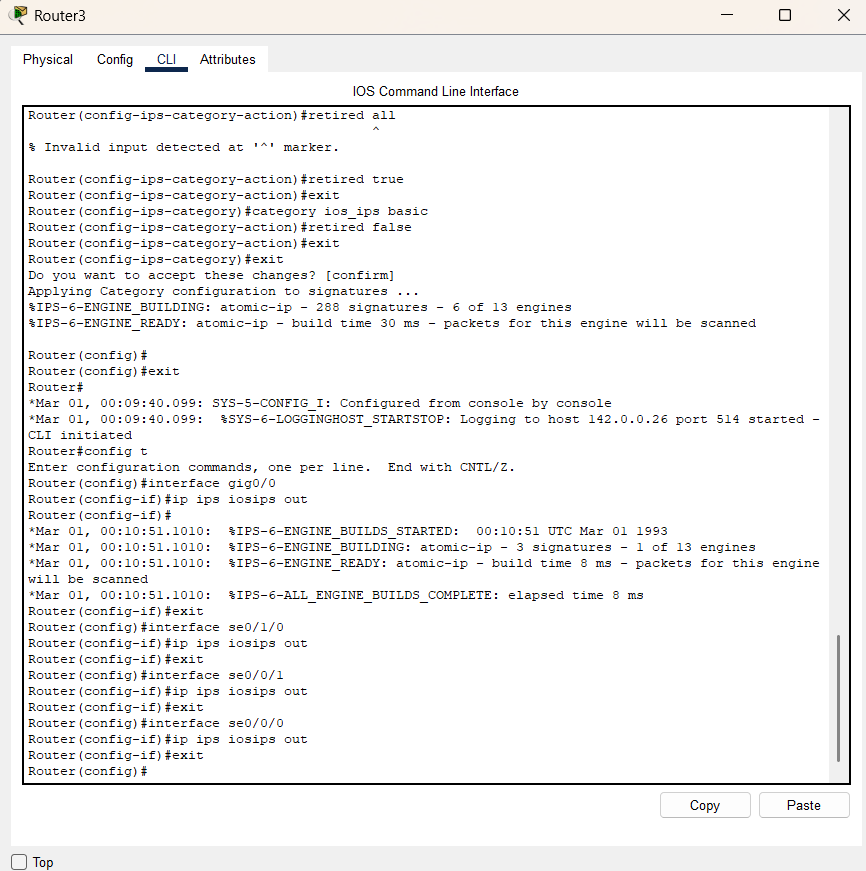 Router3
Physical Config CLI Attributes
IOS Command Line Interface
Router(config-ips-category-action)#retired all
^
% Invalid input detected at '^' marker.
Router(config-ips-category-action)#retired true
Router(config-ips-category-action)#exit
Router(config-ips-category)#category ios_ips basic
Router(config-ips-category-action)#retired false
Router(config-ips-category-action)#exit
Router(config-ips-category)#exit
Do you want to accept these changes? [confirm]
Applying Category configuration to signatures ...
%IPS-6-ENGINE_BUILDING: atomic-ip - 288 signatures - 6 of 13 engines
%IPS-6-ENGINE_READY: atomic-ip - build time 30 ms - packets for this engine will be scanned
Router(config)#
Router(config)#exit
Router#
*Mar 01, 00:09:40.099: SYS-5-CONFIG_I: Configured from console by console
*Mar 01, 00:09:40.099:  %SYS-6-LOGGINGHOST_STARTSTOP: Logging to host 142.0.0.26 port 514 started -
CLI initiated
Router#config t
Enter configuration commands, one per line.  End with CNTL/Z.
Router(config)#interface gig0/0
Router(config-if)#ip ips iosips out
Router(config-if)#
*Mar 01, 00:10:51.1010:  %IPS-6-ENGINE_BUILDS_STARTED:  00:10:51 UTC Mar 01 1993
*Mar 01, 00:10:51.1010:  %IPS-6-ENGINE_BUILDING: atomic-ip - 3 signatures - 1 of 13 engines
*Mar 01, 00:10:51.1010:  %IPS-6-ENGINE_READY: atomic-ip - build time 8 ms - packets for this engine
will be scanned
*Mar 01, 00:10:51.1010:  %IPS-6-ALL_ENGINE_BUILDS_COMPLETE: elapsed time 8 ms
Router(config-if)#exit
Router(config)#interface se0/1/0
Router(config-if)#ip ips iosips out
Router(config-if)#exit
Router(config)#interface se0/0/1
Router(config-if)#ip ips iosips out
Router(config-if)#exit
Router(config)#interface se0/0/0
Router(config-if)#ip ips iosips out
Router(config-if)#exit
Router(config)#
Copy Paste
Top